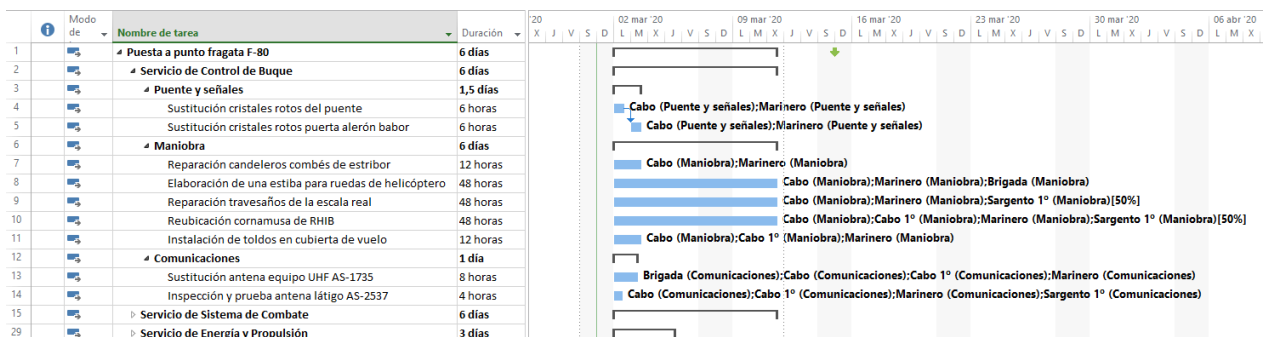 Modo de Nombre de tarea Duración '20 02 mar '20 09 mar '20 16 mar '20 23 mar '20 30 mar '20 06 abr '20
X J V S D L M X J V S D L M X J V S D L M X J V S D L M X J V S D L M X J V S D L M X
1 Puesta a punto fragata F-80 6 días
2 Servicio de Control de Buque 6 días
3 Puente y señales 1,5 días
4 Sustitución cristales rotos del puente 6 horas Cabo (Puente y señales);Marinero (Puente y señales)
5 Sustitución cristales rotos puerta alerón babor 6 horas Cabo (Puente y señales);Marinero (Puente y señales)
6 Maniobra 6 días
7 Reparación candeleros combés de estribor 12 horas Cabo (Maniobra);Marinero (Maniobra)
8 Elaboración de una estiba para ruedas de helicóptero 48 horas Cabo (Maniobra);Marinero (Maniobra);Brigada (Maniobra)
9 Reparación travesaños de la escala real 48 horas Cabo (Maniobra);Marinero (Maniobra);Sargento 1º (Maniobra)[50%]
10 Reubicación cornamusa de RHIB 48 horas Cabo (Maniobra);Cabo 1º (Maniobra);Marinero (Maniobra);Sargento 1º (Maniobra)[50%]
11 Instalación de toldos en cubierta de vuelo 12 horas Cabo (Maniobra);Cabo 1º (Maniobra);Marinero (Maniobra)
12 Comunicaciones 1 día
13 Sustitución antena equipo UHF AS-1735 8 horas Brigada (Comunicaciones);Cabo (Comunicaciones);Cabo 1º (Comunicaciones);Marinero (Comunicaciones)
14 Inspección y prueba antena látigo AS-2537 4 horas Cabo (Comunicaciones);Cabo 1º (Comunicaciones);Marinero (Comunicaciones);Sargento 1º (Comunicaciones)
15 Servicio de Sistema de Combate 6 días
29 Servicio de Energía y Propulsión 3 días